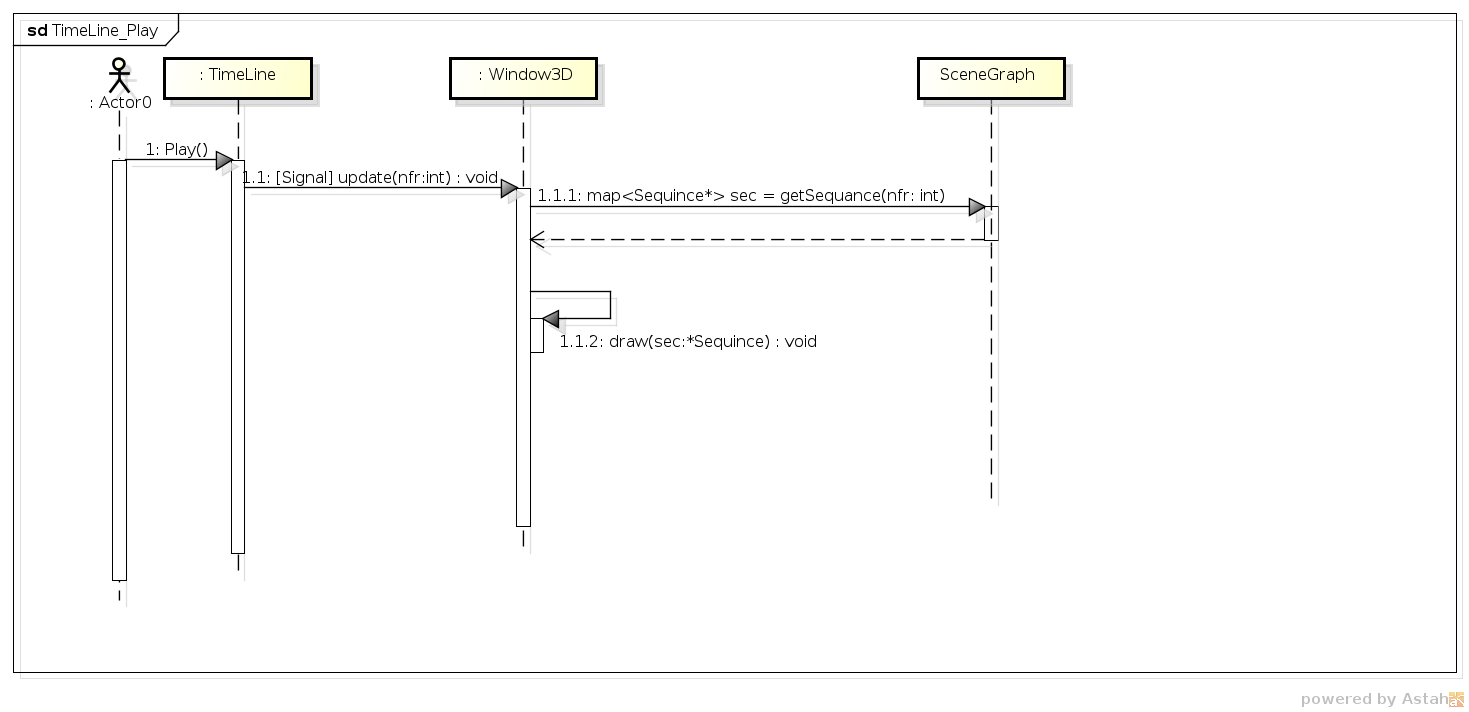 sd TimeLine_Play
: Actor0
: TimeLine
: Window3D
SceneGraph
1: Play()
1.1: [Signal] update(nfr:int) : void
1.1.1: map<Sequince*> sec = getSequance(nfr: int)
1.1.2: draw(sec:*Sequince) : void
powered by Astah